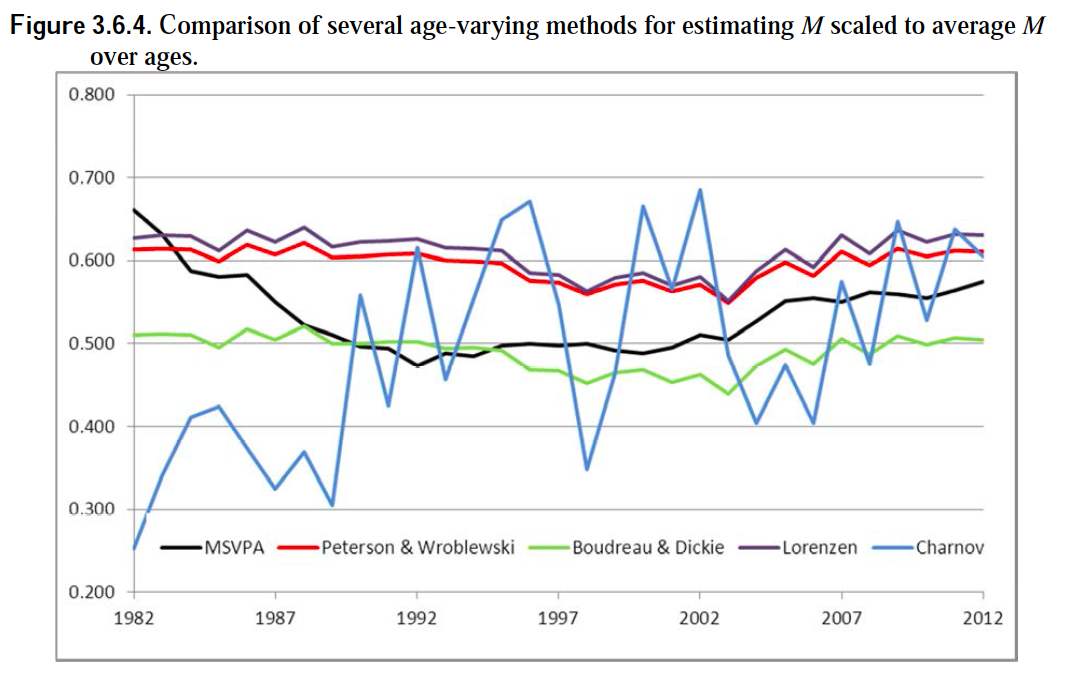 Figure 3.6.4. Comparison of several age-varying methods for estimating M scaled to average M
over ages.
0.800
0.700
0.600
0.500
0.400
0.300
MSVPA Peterson & Wroblewski Boudreau & Dickie Lorenzen Charnov
0.200
1982 1987 1992 1997 2002 2007 2012